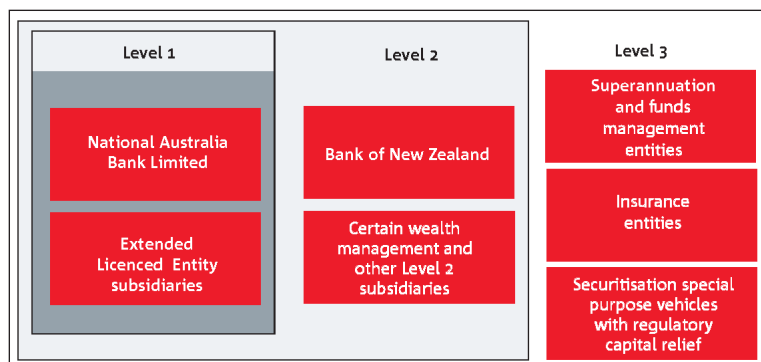 Level 1
National Australia
Bank Limited
Extended
Licenced Entity
subsidiaries
Level 2
Bank of New Zealand
Certain wealth
management and
other Level 2
subsidiaries
Level 3
Superannuation
and funds
management
entities
Insurance
entities
Securitisation special
purpose vehicles
with regulatory
capital relief